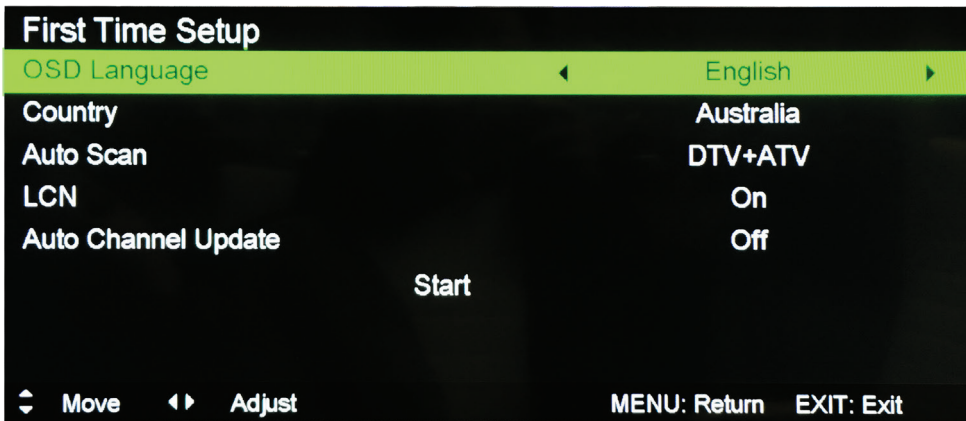 First Time Setup
OSD Language English
Country Australia
Auto Scan DTV+ATV
LCN On
Auto Channel Update Off
Start
Move Adjust MENU: Return EXIT: Exit